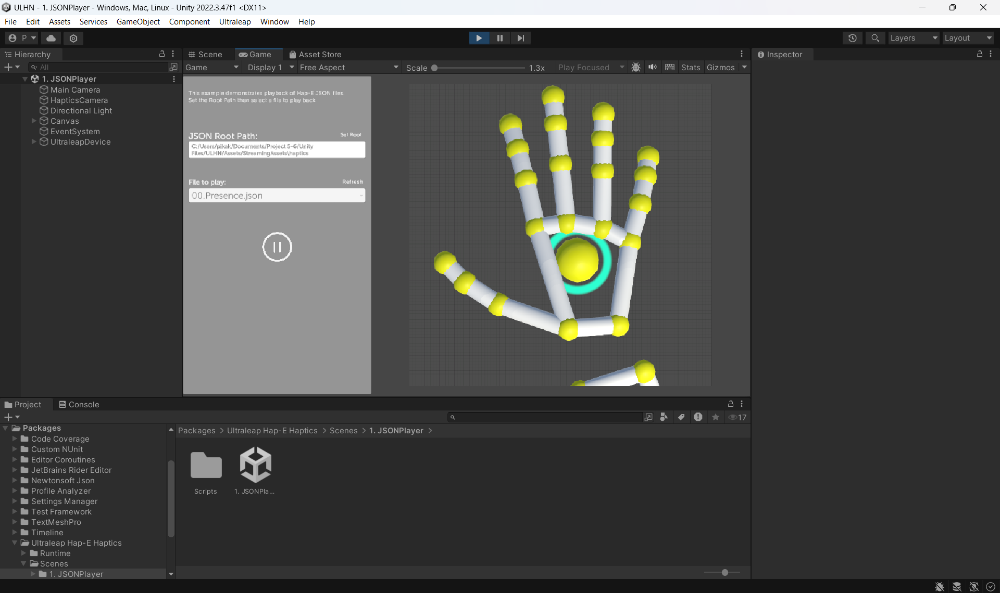 ULHN - 1. JSONPlayer - Windows, Mac, Linux - Unity 2022.3.47f1 <DX11>
File Edit Assets Services GameObject Component Ultraleap Window Help
P
Layers
Layout
Hierarchy
All
1. JSONPlayer
Main Camera
HapticsCamera
Directional Light
Canvas
EventSystem
UltraleapDevice
Scene
Game
Asset Store
Game
Display 1
Free Aspect
Scale
1.3x
Play Focused
Stats
Gizmos
This example demonstrates playback of Hap-E JSON files.
Set the Root Path then select a file to play back.
JSON Root Path:
Set Root
C:/Users/pikak/Documents/Project 5-6/Unity
Files/ULHN/Assets/StreamingAssets\haptics
File to play:
Refresh
00.Presence.json
Inspector
Project
Console
17
Packages
Code Coverage
Custom NUnit
Editor Coroutines
JetBrains Rider Editor
Newtonsoft Json
Profile Analyzer
Settings Manager
Test Framework
TextMeshPro
Timeline
Ultraleap Hap-E Haptics
Runtime
Scenes
1. JSONPlayer
Packages > Ultraleap Hap-E Haptics > Scenes > 1. JSONPlayer >
Scripts
1. JSONPla...